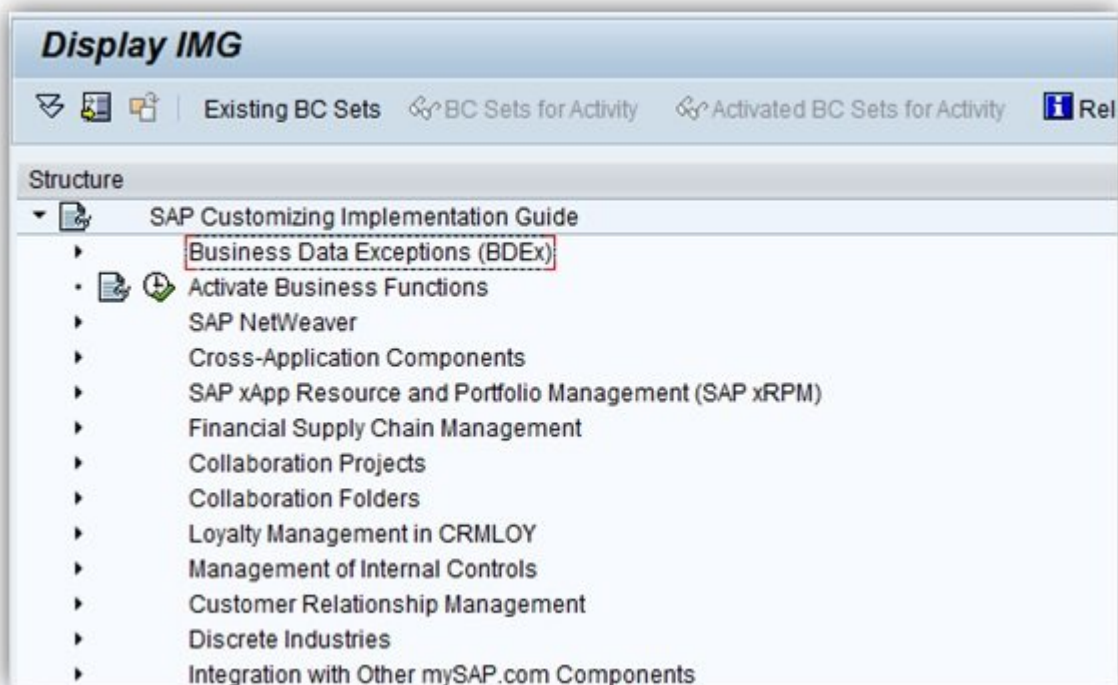 Display IMG
Existing BC Sets BC Sets for Activity Activated BC Sets for Activity Rel
Structure
SAP Customizing Implementation Guide
Business Data Exceptions (BDEx)
Activate Business Functions
SAP NetWeaver
Cross-Application Components
SAP xApp Resource and Portfolio Management (SAP xRPM)
Financial Supply Chain Management
Collaboration Projects
Collaboration Folders
Loyalty Management in CRMLOY
Management of Internal Controls
Customer Relationship Management
Discrete Industries
Integration with Other mySAP.com Components